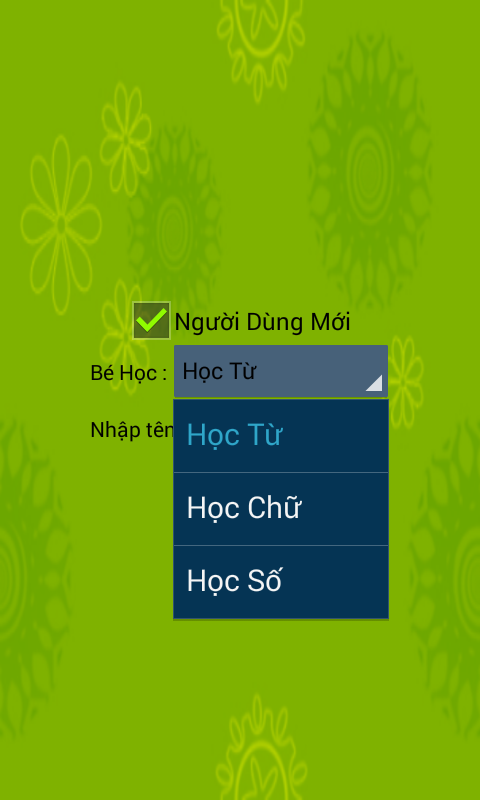 Người Dùng Mới
Bé Học : Học Từ
Nhập tên
Học Từ
Học Chữ
Học Số